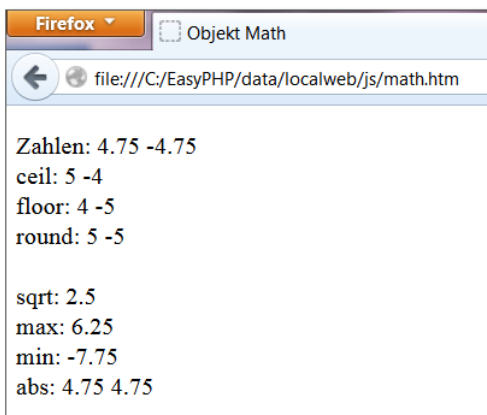 Firefox
Objekt Math
file:///C:/EasyPHP/data/localweb/js/math.htm
Zahlen: 4.75 -4.75
ceil: 5 -4
floor: 4 -5
round: 5 -5
sqrt: 2.5
max: 6.25
min: -7.75
abs: 4.75 4.75